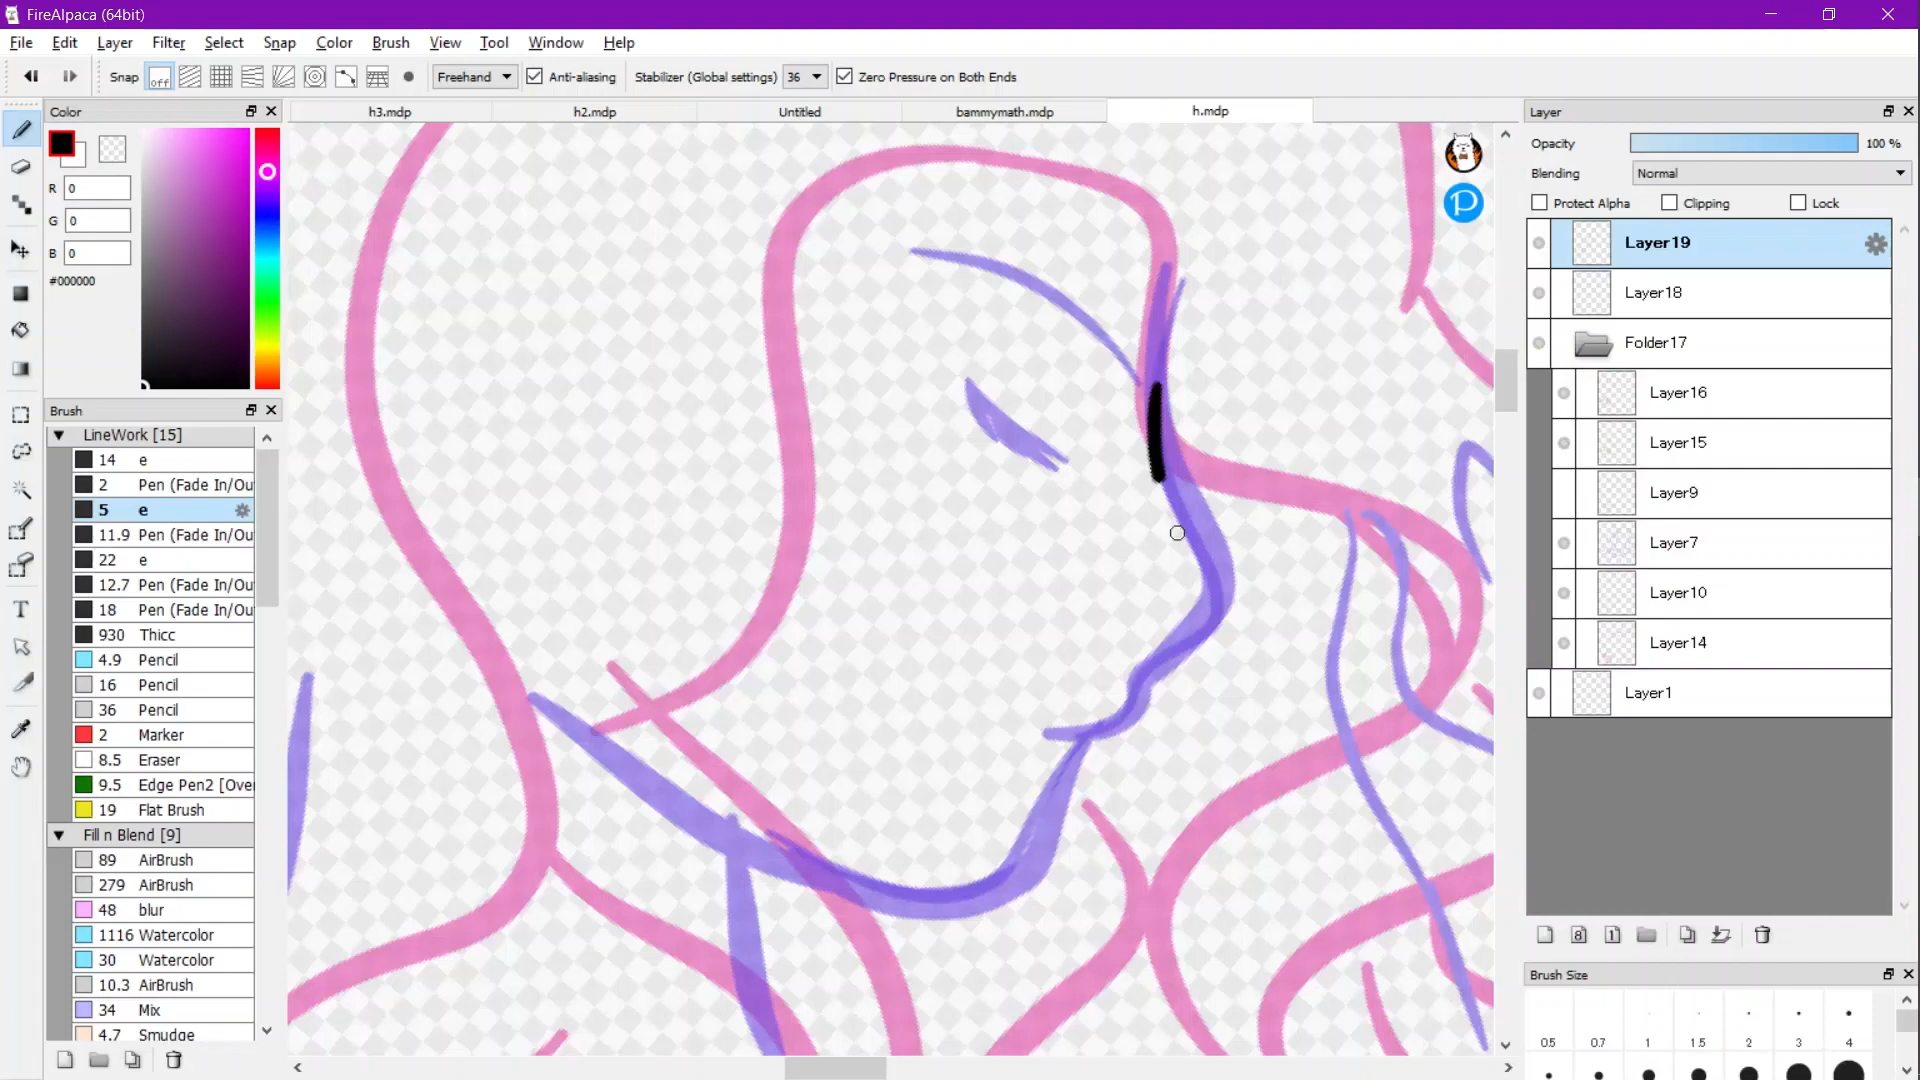 FireAlpaca (64bit)
File Edit Layer Filter Select Snap Color Brush View Tool Window Help
Snap off Freehand Anti-aliasing Stabilizer (Global settings) 36 Zero Pressure on Both Ends
Color
h3.mdp h2.mdp Untitled bammymath.mdp h.mdp
Layer
R 0
G 0
B 0
#000000
Brush
LineWork [15]
14 e
2 Pen (Fade In/Ou
5 e
11.9 Pen (Fade In/Ou
22 e
12.7 Pen (Fade In/Ou
18 Pen (Fade In/Ou
930 Thicc
4.9 Pencil
16 Pencil
36 Pencil
2 Marker
8.5 Eraser
9.5 Edge Pen2 [Ove
19 Flat Brush
Fill n Blend [9]
89 AirBrush
279 AirBrush
48 blur
1116 Watercolor
30 Watercolor
10.3 AirBrush
34 Mix
4.7 Smudge
T
P
Opacity 100 %
Blending Normal
Protect Alpha Clipping Lock
Layer19
Layer18
Folder17
Layer16
Layer15
Layer9
Layer7
Layer10
Layer14
Layer1
8 1
Brush Size
0.5 0.7 1 1.5 2 3 4